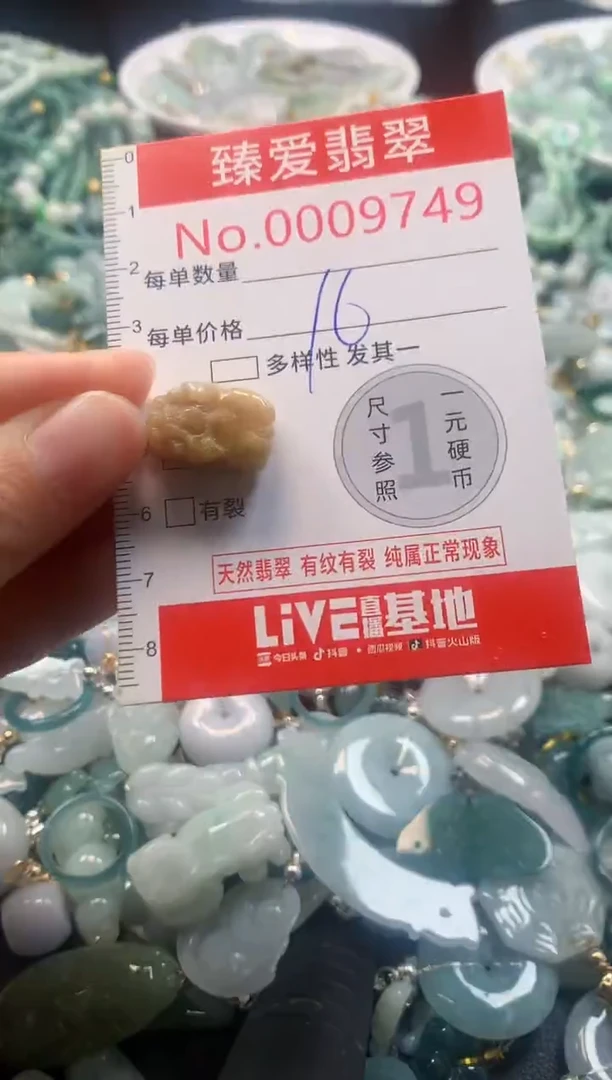 臻爱翡翠
No.0009749
每单数量
16
每单价格
多样性 发其一
尺寸参照
1
一元硬币
有裂
天然翡翠 有纹有裂 纯属正常现象
LiVE直播基地
今日头条 抖音 西瓜视频 抖音火山版
0
1
2
3
6
7
8